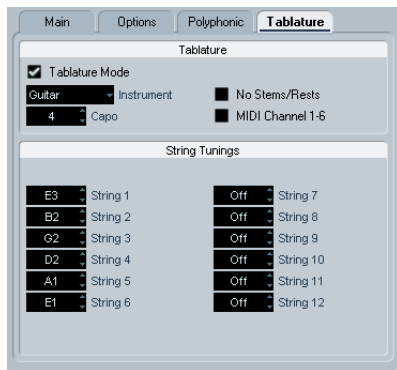 Main Options Polyphonic Tablature
Tablature
Tablature Mode
Guitar Instrument No Stems/Rests
4 Capo MIDI Channel 1-6
String Tunings
E3 String 1 Off String 7
B2 String 2 Off String 8
G2 String 3 Off String 9
D2 String 4 Off String 10
A1 String 5 Off String 11
E1 String 6 Off String 12